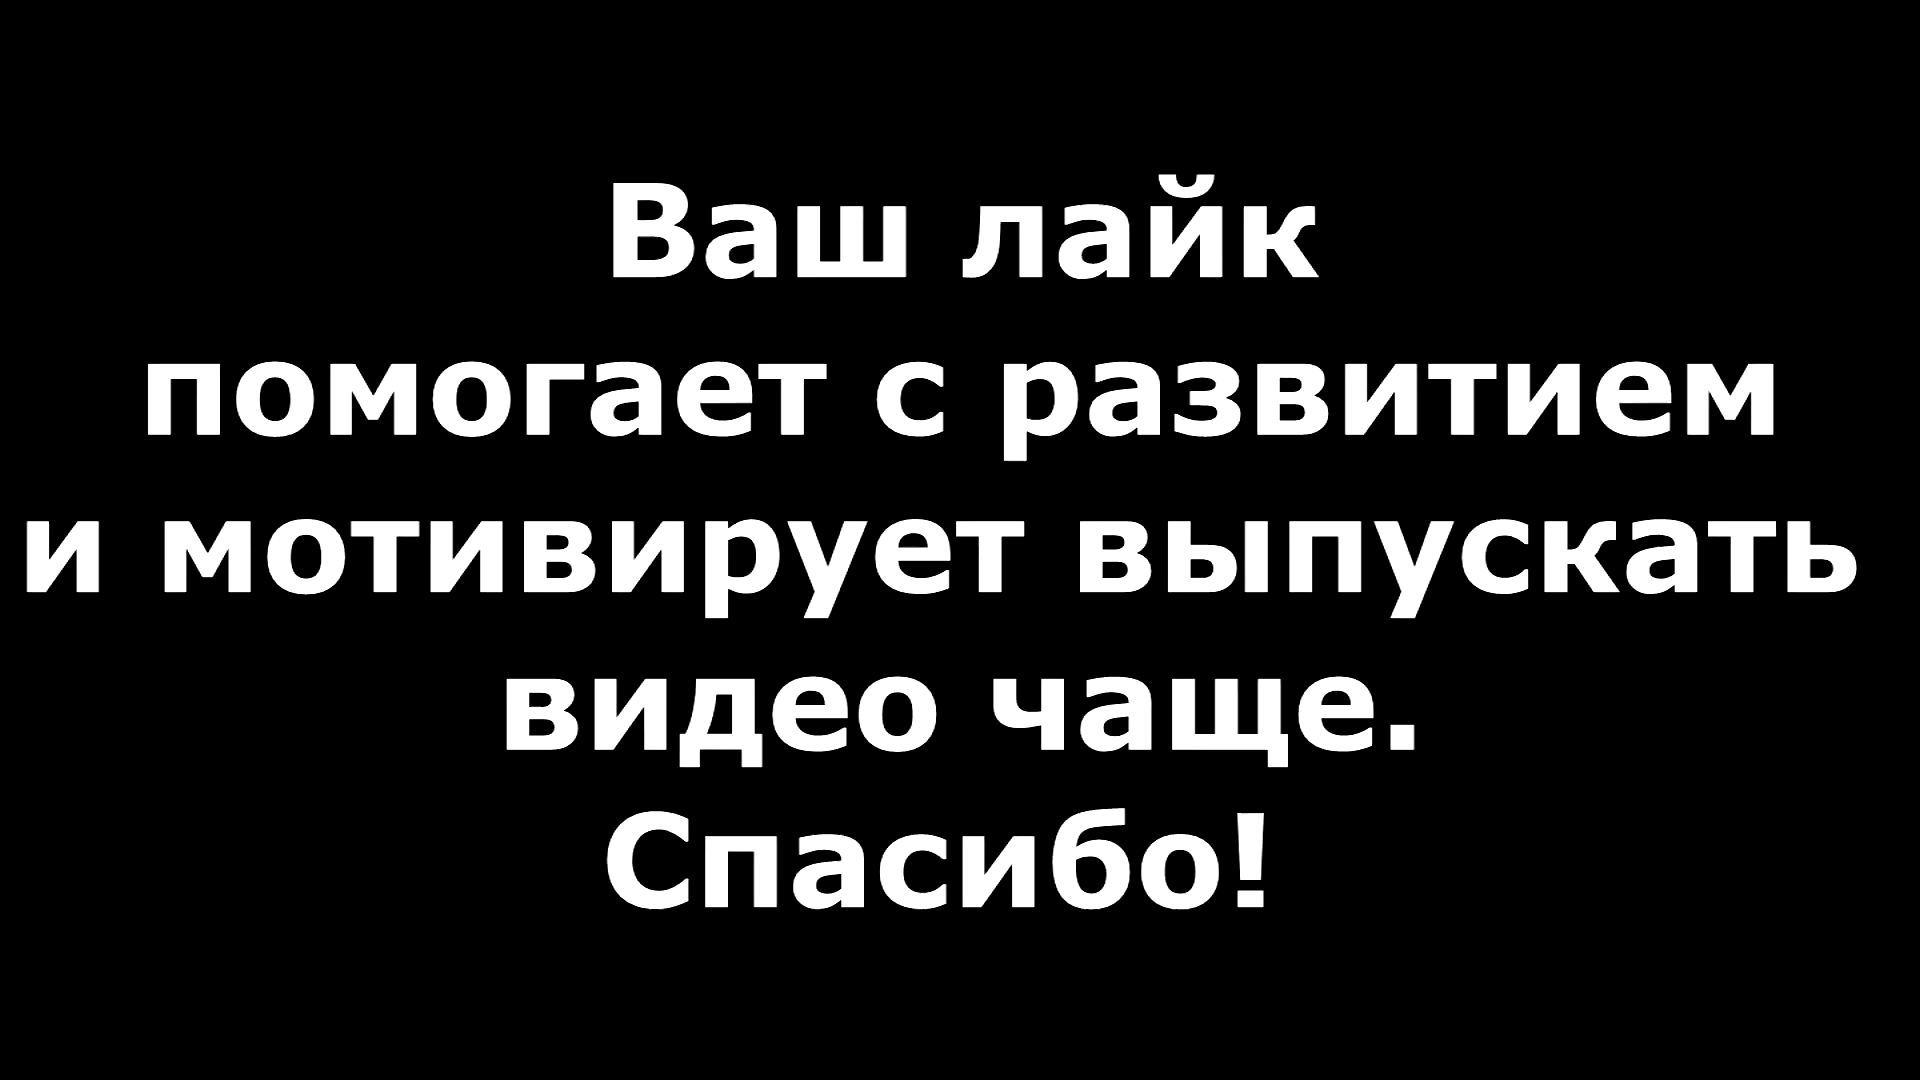 Ваш лайк
помогает с развитием
и мотивирует выпускать
видео чаще.
Спасибо!